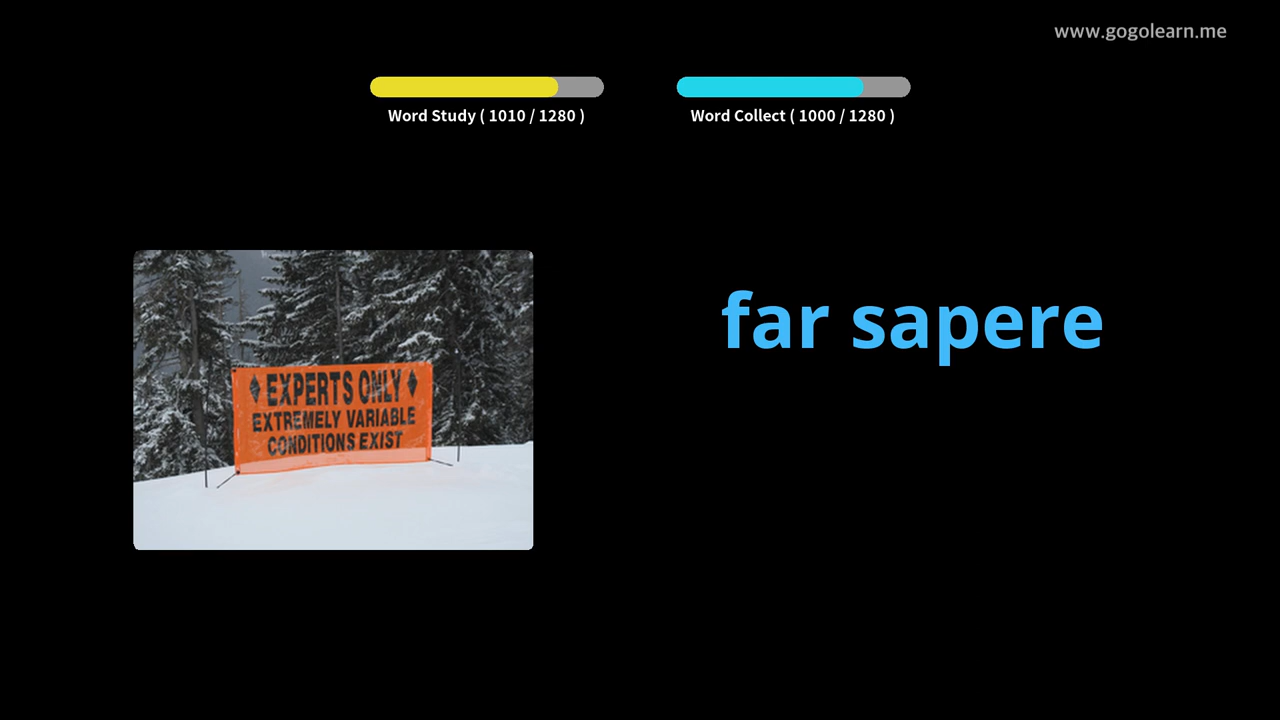 www.gogolearn.me
Word Study ( 1010 / 1280 )
Word Collect ( 1000 / 1280 )
EXPERTS ONLY
EXTREMELY VARIABLE
CONDITIONS EXIST
far sapere